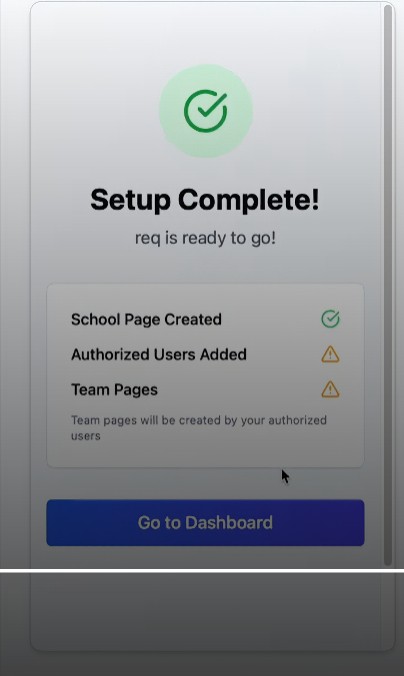 Setup Complete!
req is ready to go!
School Page Created
Authorized Users Added
Team Pages
Team pages will be created by your authorized
users
Go to Dashboard